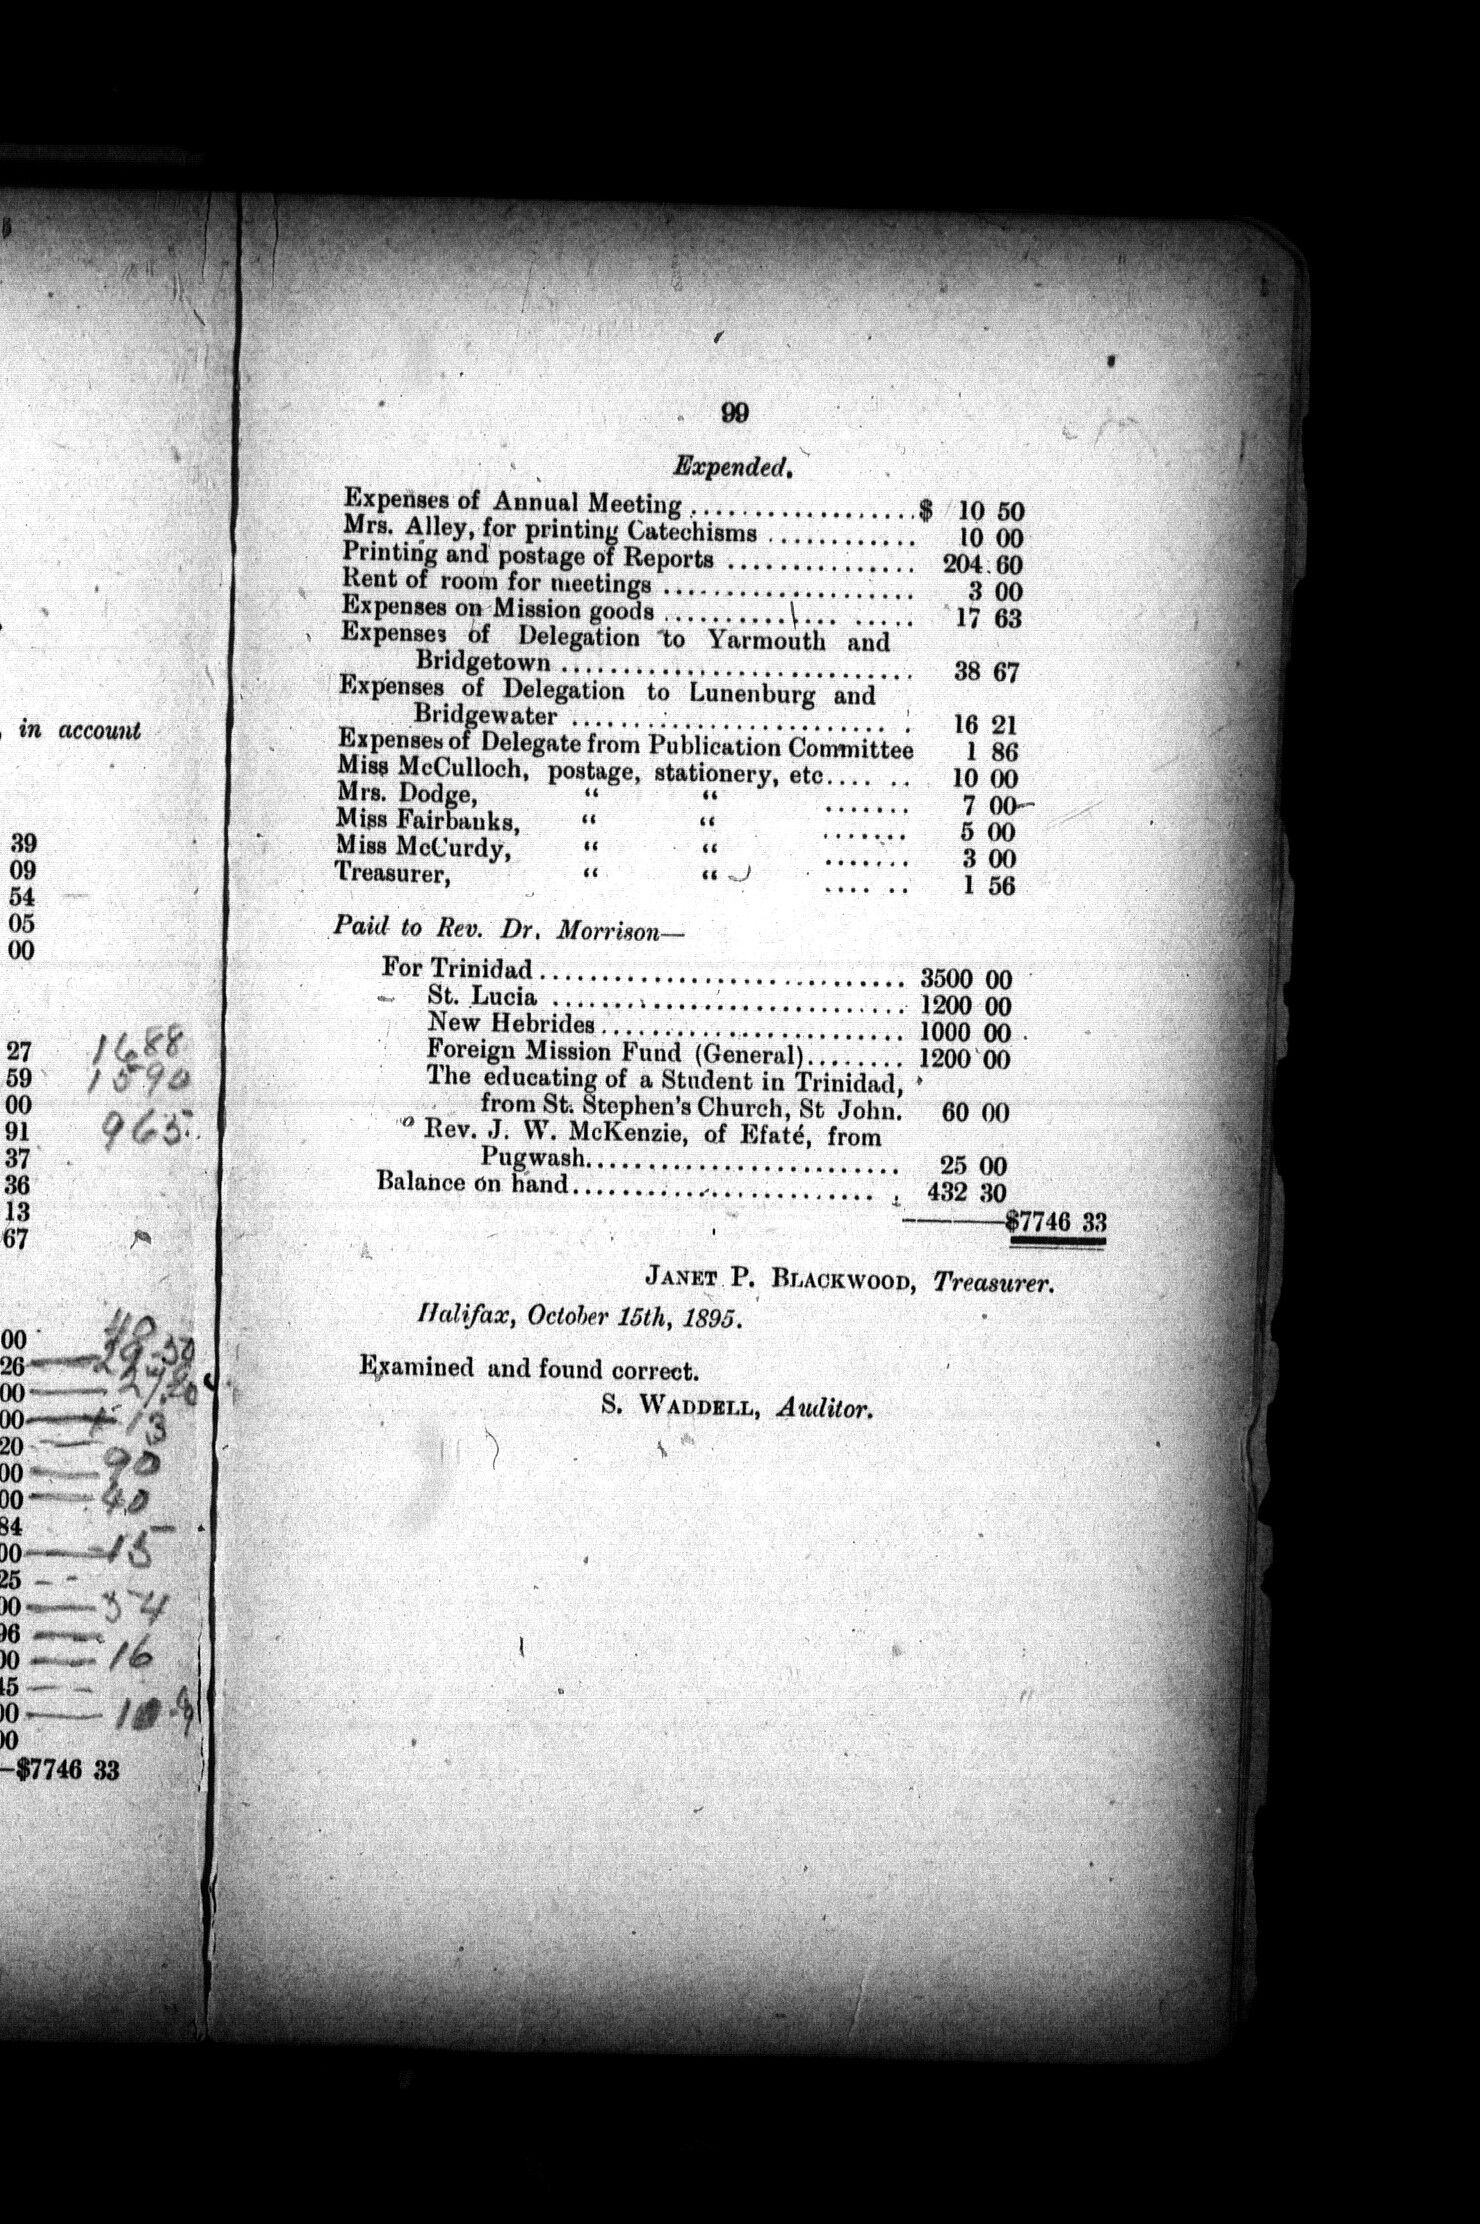 in account
39
09
54
05
00
27 1688
59 1590
00
91 965
37
36
13
67
00 40
26
00
00 13
20
00 90
00 40
84
00 15
25
00 54
96
00 16
45
00
00
$7746 33
99
Expended.
Expenses of Annual Meeting .................. $ 10 50
Mrs. Alley, for printing Catechisms ............ 10 00
Printing and postage of Reports ............... 204.60
Rent of room for meetings .................... 3 00
Expenses on Mission goods .............. ..... 17 63
Expenses of Delegation to Yarmouth and
Bridgetown ............................. 38 67
Expenses of Delegation to Lunenburg and
Bridgewater .......................... . 16 21
Expenses of Delegate from Publication Committee 1 86
Miss McCulloch, postage, stationery, etc.... .. 10 00
Mrs. Dodge, “ “ ....... 7 00
Miss Fairbanks, “ “ ....... 5 00
Miss McCurdy, “ “ ....... 3 00
Treasurer, “ “ .... .. 1 56
Paid to Rev. Dr. Morrison—
For Trinidad .............................. 3500 00
St. Lucia ............................. 1200 00
New Hebrides ......................... 1000 00
Foreign Mission Fund (General)........ 1200 00
The educating of a Student in Trinidad,
from St. Stephen's Church, St John. 60 00
Rev. J. W. McKenzie, of Efaté, from
Pugwash.......................... 25 00
Balance on hand......................... . 432 30
————$7746 33
JANET P. BLACKWOOD, Treasurer.
Halifax, October 15th, 1895.
Examined and found correct.
S. WADDELL, Auditor.